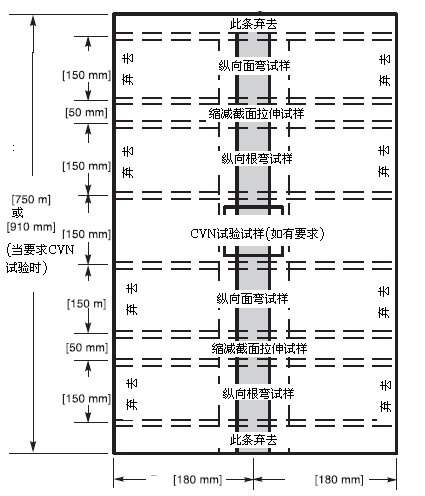 此条弃去
弃去
纵向面弯试样
弃去
[150 mm]
[50 mm]
缩减截面拉伸试样
弃去
纵向根弯试样
弃去
[150 mm]
[750 m]
或
[910 mm]
(当要求CVN
试验时)
[150 mm]
CVN试验试样(如有要求)
弃去
纵向面弯试样
弃去
[150 m]
[50 mm]
缩减截面拉伸试样
弃去
纵向根弯试样
弃去
[150 mm]
此条弃去
[180 mm]
[180 mm]